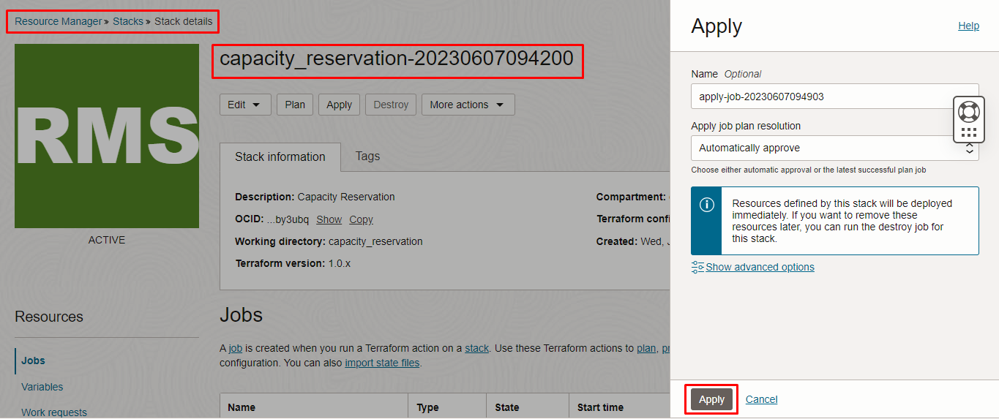 Resource Manager » Stacks » Stack details
RMS
ACTIVE
capacity_reservation-20230607094200
Edit Plan Apply Destroy More actions
Stack information Tags
Description: Capacity Reservation
OCID: ...by3ubq Show Copy
Working directory: capacity_reservation
Terraform version: 1.0.x
Compartment:
Terraform confi
Created: Wed,
Resources
Jobs
Variables
Work requests
Jobs
A job is created when you run a Terraform action on a stack. Use these Terraform actions to plan, pr
configuration. You can also import state files.
Name Type State Start time
Apply Help
Name Optional
apply-job-20230607094903
Apply job plan resolution
Automatically approve
Choose either automatic approval or the latest successful plan job
Resources defined by this stack will be deployed
immediately. If you want to remove these
resources later, you can run the destroy job for
this stack.
Show advanced options
Apply Cancel